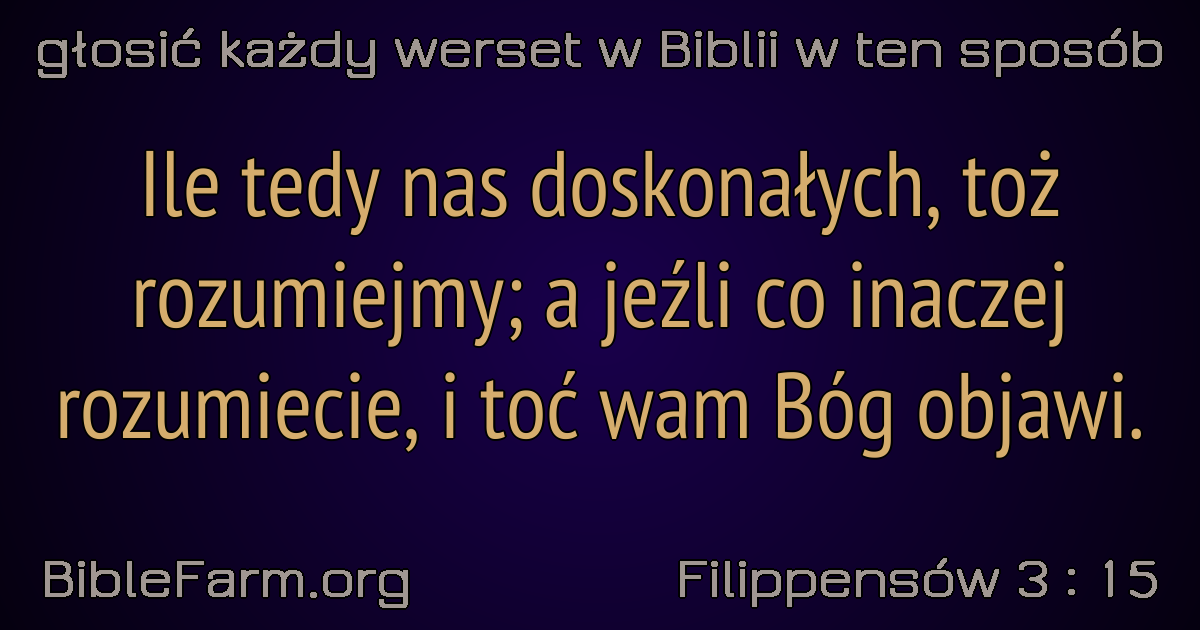 głosić każdy werset w Biblii w ten sposób
Ile tedy nas doskonałych, toż
rozumiejmy; a jeźli co inaczej
rozumiecie, i toć wam Bóg objawi.
BibleFarm.org
Filippensów 3 : 15